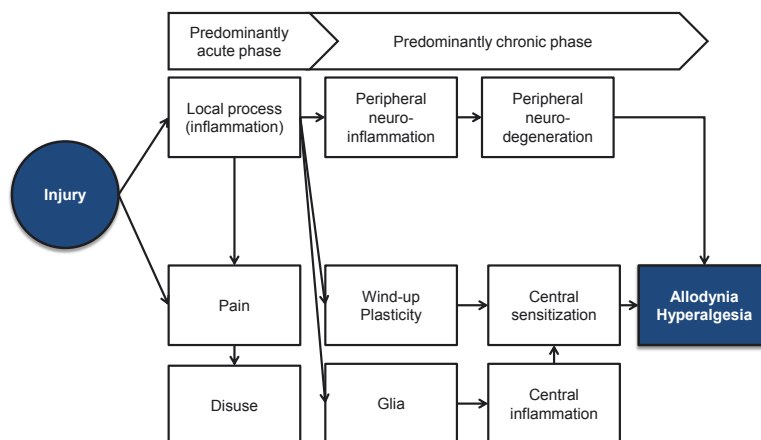 Predominantly
acute phase
Predominantly chronic phase
Local process
(inflammation)
Peripheral
neuro-
inflammation
Peripheral
neuro-
degeneration
Injury
Pain
Wind-up
Plasticity
Central
sensitization
Allodynia
Hyperalgesia
Disuse
Glia
Central
inflammation